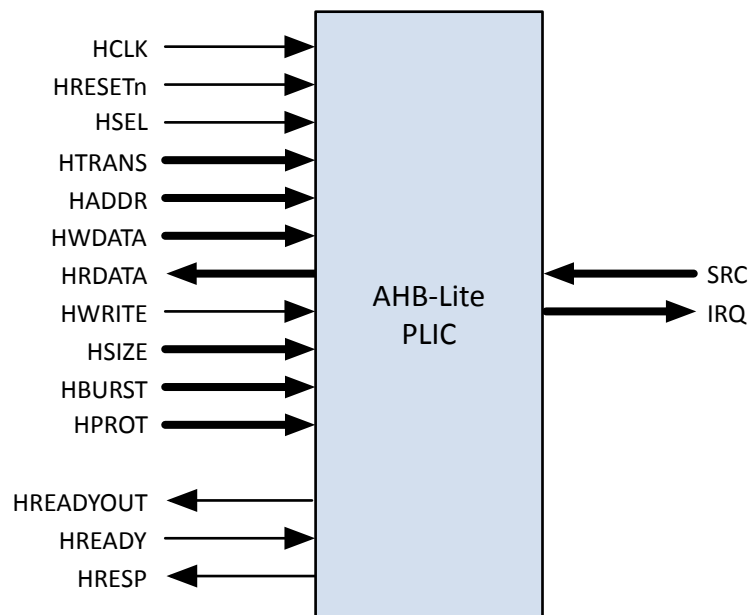 HCLK
HRESETn
HSEL
HTRANS
HADDR
HWDATA
HRDATA
HWRITE
HSIZE
HBURST
HPROT
HREADYOUT
HREADY
HRESP
AHB-Lite
PLIC
SRC
IRQ